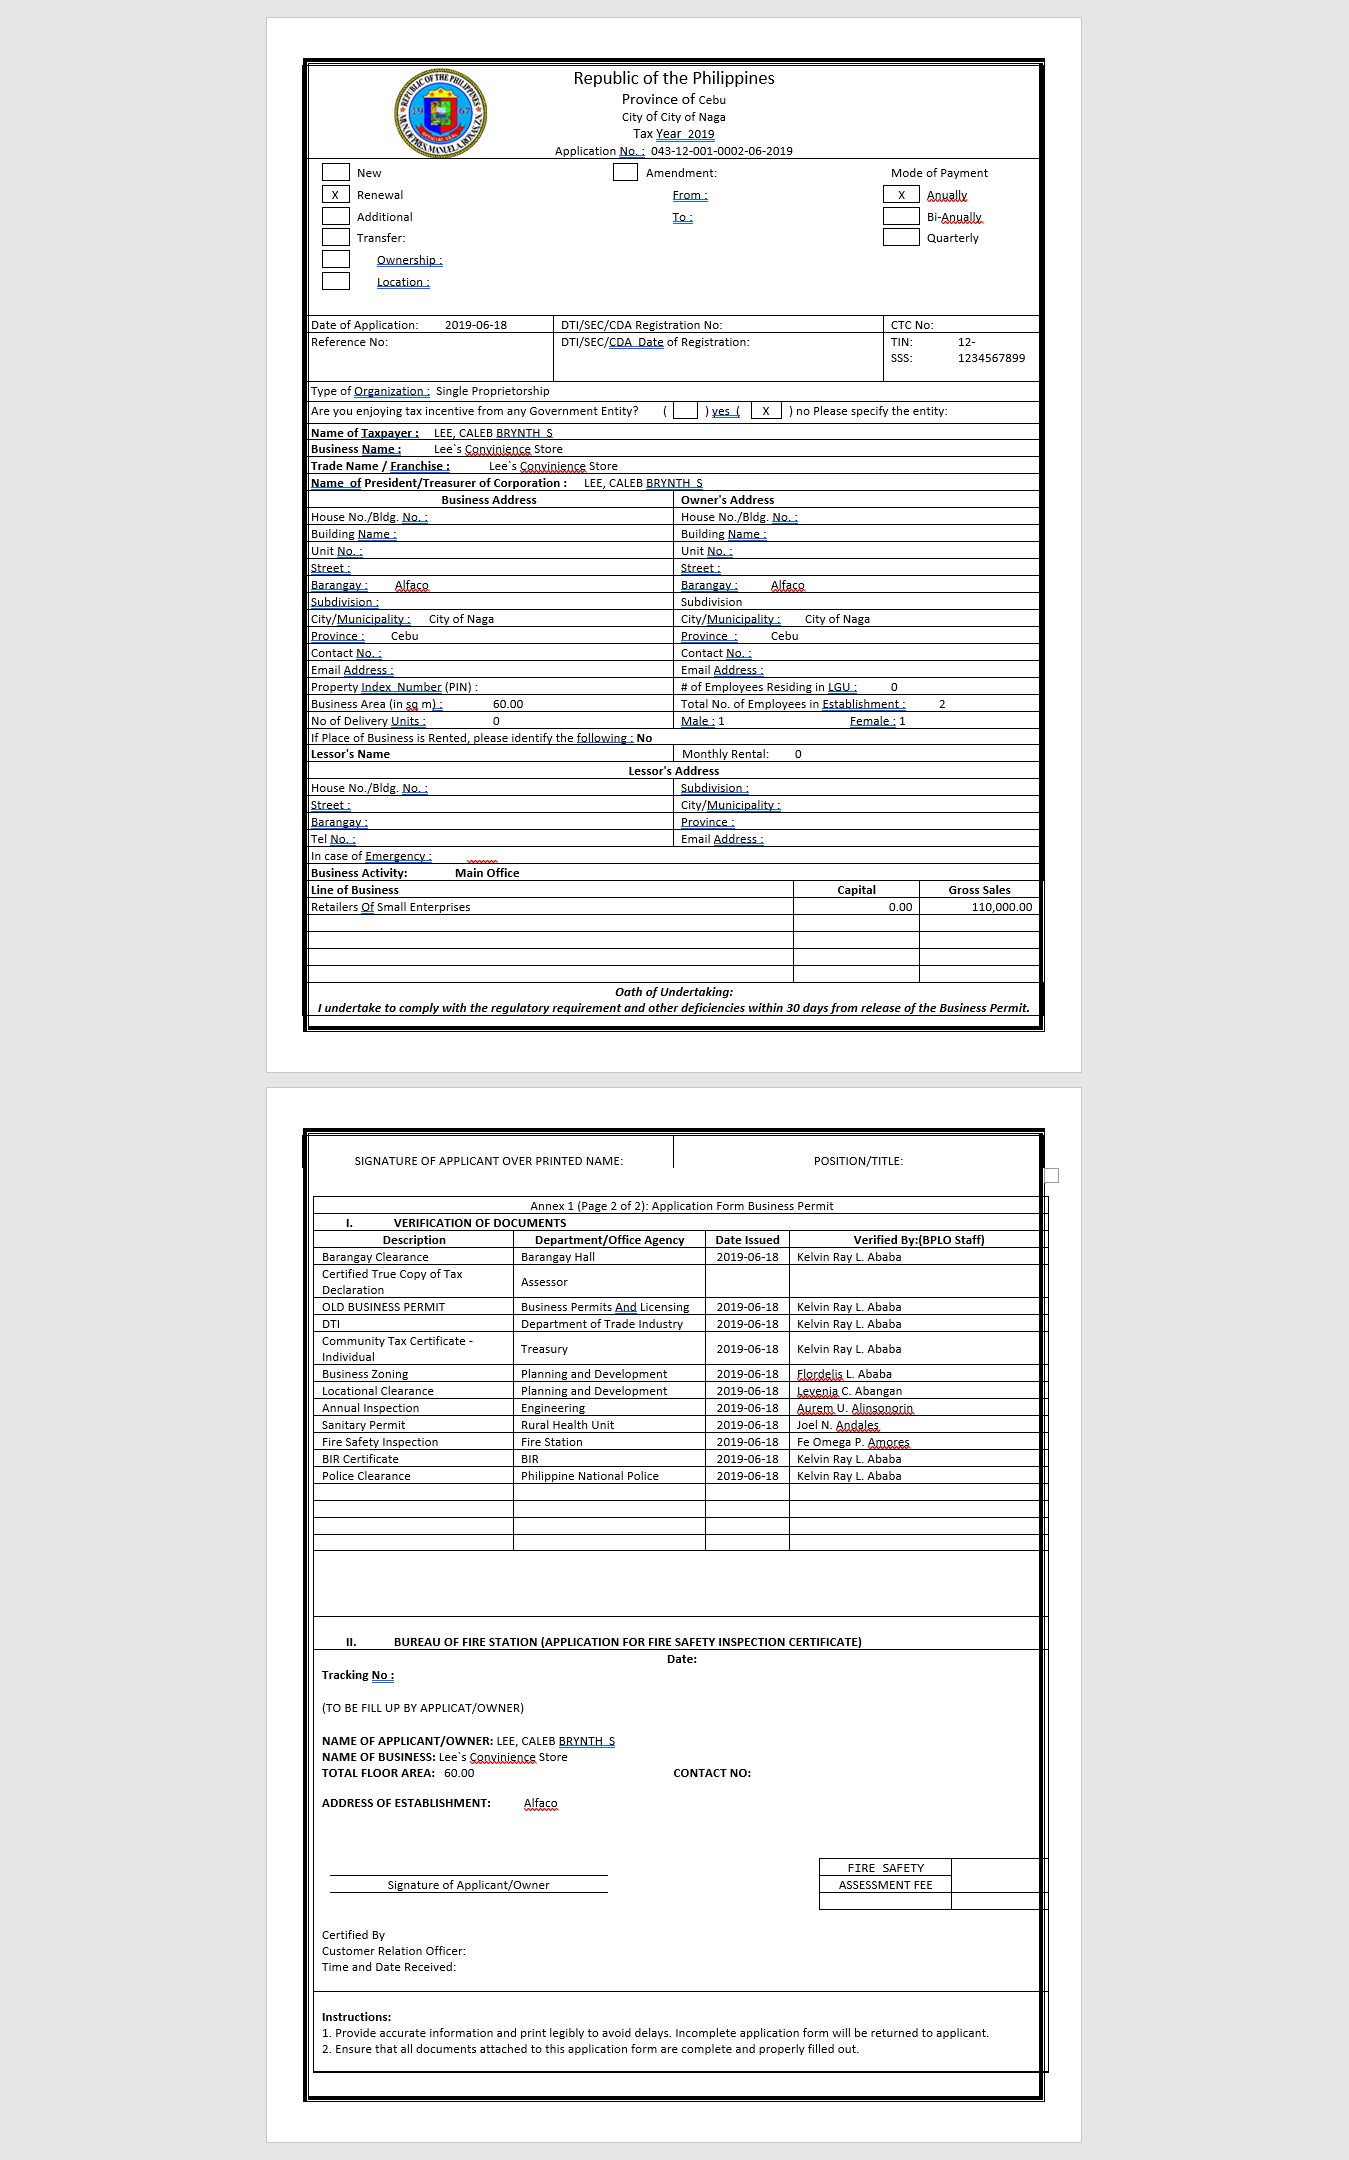 Republic of the Philippines
Province of Cebu
City of City of Naga
Tax Year 2019
Application No. : 043-12-001-0002-06-2019
New
Amendment:
Mode of Payment
X Renewal
From :
X Anually
Additional
To :
Bi-Anually
Transfer:
Quarterly
Ownership :
Location :
Date of Application: 2019-06-18
DTI/SEC/CDA Registration No:
CTC No:
Reference No:
DTI/SEC/CDA Date of Registration:
TIN: 12-
SSS: 1234567899
Type of Organization : Single Proprietorship
Are you enjoying tax incentive from any Government Entity? ( ) yes ( X ) no Please specify the entity:
Name of Taxpayer : LEE, CALEB BRYNTH S
Business Name : Lee`s Convinience Store
Trade Name / Franchise : Lee`s Convinience Store
Name of President/Treasurer of Corporation : LEE, CALEB BRYNTH S
Business Address Owner's Address
House No./Bldg. No. : House No./Bldg. No. :
Building Name : Building Name :
Unit No. : Unit No. :
Street : Street :
Barangay : Alfaco Barangay : Alfaco
Subdivision : Subdivision
City/Municipality : City of Naga City/Municipality : City of Naga
Province : Cebu Province : Cebu
Contact No. : Contact No. :
Email Address : Email Address :
Property Index Number (PIN) : # of Employees Residing in LGU : 0
Business Area (in sq m) : 60.00 Total No. of Employees in Establishment : 2
No of Delivery Units : 0 Male : 1 Female : 1
If Place of Business is Rented, please identify the following : No
Lessor's Name Monthly Rental: 0
Lessor's Address
House No./Bldg. No. : Subdivision :
Street : City/Municipality :
Barangay : Province :
Tel No. : Email Address :
In case of Emergency :
Business Activity: Main Office
Line of Business Capital Gross Sales
Retailers Of Small Enterprises 0.00 110,000.00
Oath of Undertaking:
I undertake to comply with the regulatory requirement and other deficiencies within 30 days from release of the Business Permit.
SIGNATURE OF APPLICANT OVER PRINTED NAME: POSITION/TITLE:
Annex 1 (Page 2 of 2): Application Form Business Permit
I. VERIFICATION OF DOCUMENTS
Description Department/Office Agency Date Issued Verified By:(BPLO Staff)
Barangay Clearance Barangay Hall 2019-06-18 Kelvin Ray L. Ababa
Certified True Copy of Tax
Declaration
Assessor
OLD BUSINESS PERMIT Business Permits And Licensing 2019-06-18 Kelvin Ray L. Ababa
DTI Department of Trade Industry 2019-06-18 Kelvin Ray L. Ababa
Community Tax Certificate -
Individual
Treasury 2019-06-18 Kelvin Ray L. Ababa
Business Zoning Planning and Development 2019-06-18 Flordelis L. Ababa
Locational Clearance Planning and Development 2019-06-18 Levenia C. Abangan
Annual Inspection Engineering 2019-06-18 Aurem U. Alinsonorin
Sanitary Permit Rural Health Unit 2019-06-18 Joel N. Andales
Fire Safety Inspection Fire Station 2019-06-18 Fe Omega P. Amores
BIR Certificate BIR 2019-06-18 Kelvin Ray L. Ababa
Police Clearance Philippine National Police 2019-06-18 Kelvin Ray L. Ababa
II. BUREAU OF FIRE STATION (APPLICATION FOR FIRE SAFETY INSPECTION CERTIFICATE)
Date:
Tracking No :
(TO BE FILL UP BY APPLICAT/OWNER)
NAME OF APPLICANT/OWNER: LEE, CALEB BRYNTH S
NAME OF BUSINESS: Lee`s Convinience Store
TOTAL FLOOR AREA: 60.00 CONTACT NO:
ADDRESS OF ESTABLISHMENT: Alfaco
FIRE SAFETY
Signature of Applicant/Owner ASSESSMENT FEE
Certified By
Customer Relation Officer:
Time and Date Received:
Instructions:
1. Provide accurate information and print legibly to avoid delays. Incomplete application form will be returned to applicant.
2. Ensure that all documents attached to this application form are complete and properly filled out.